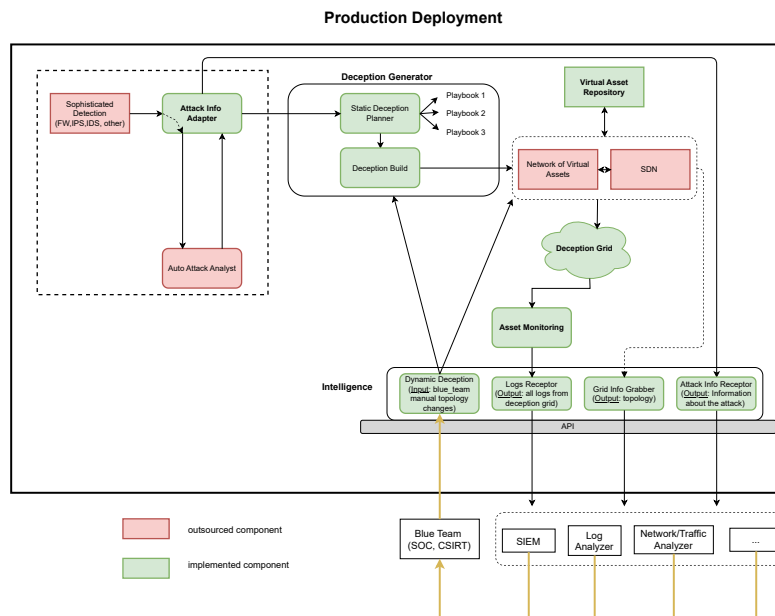 Production Deployment
Deception Generator
Virtual Asset
Repository
Sophisticated
Detection
(FW,IPS,IDS, other)
Attack Info
Adapter
Static Deception
Planner
Playbook 1
Playbook 2
Playbook 3
Deception Build
Network of Virtual
Assets
SDN
Auto Attack Analyst
Deception Grid
Asset Monitoring
Intelligence
Dynamic Deception
(Input: blue_team
manual topology
changes)
Logs Receptor
(Output: all logs from
deception grid)
Grid Info Grabber
(Output: topology)
Attack Info Receptor
(Output: Information
about the attack)
API
outsourced component
implemented component
Blue Team
(SOC, CSIRT)
SIEM
Log
Analyzer
Network/Traffic
Analyzer
...